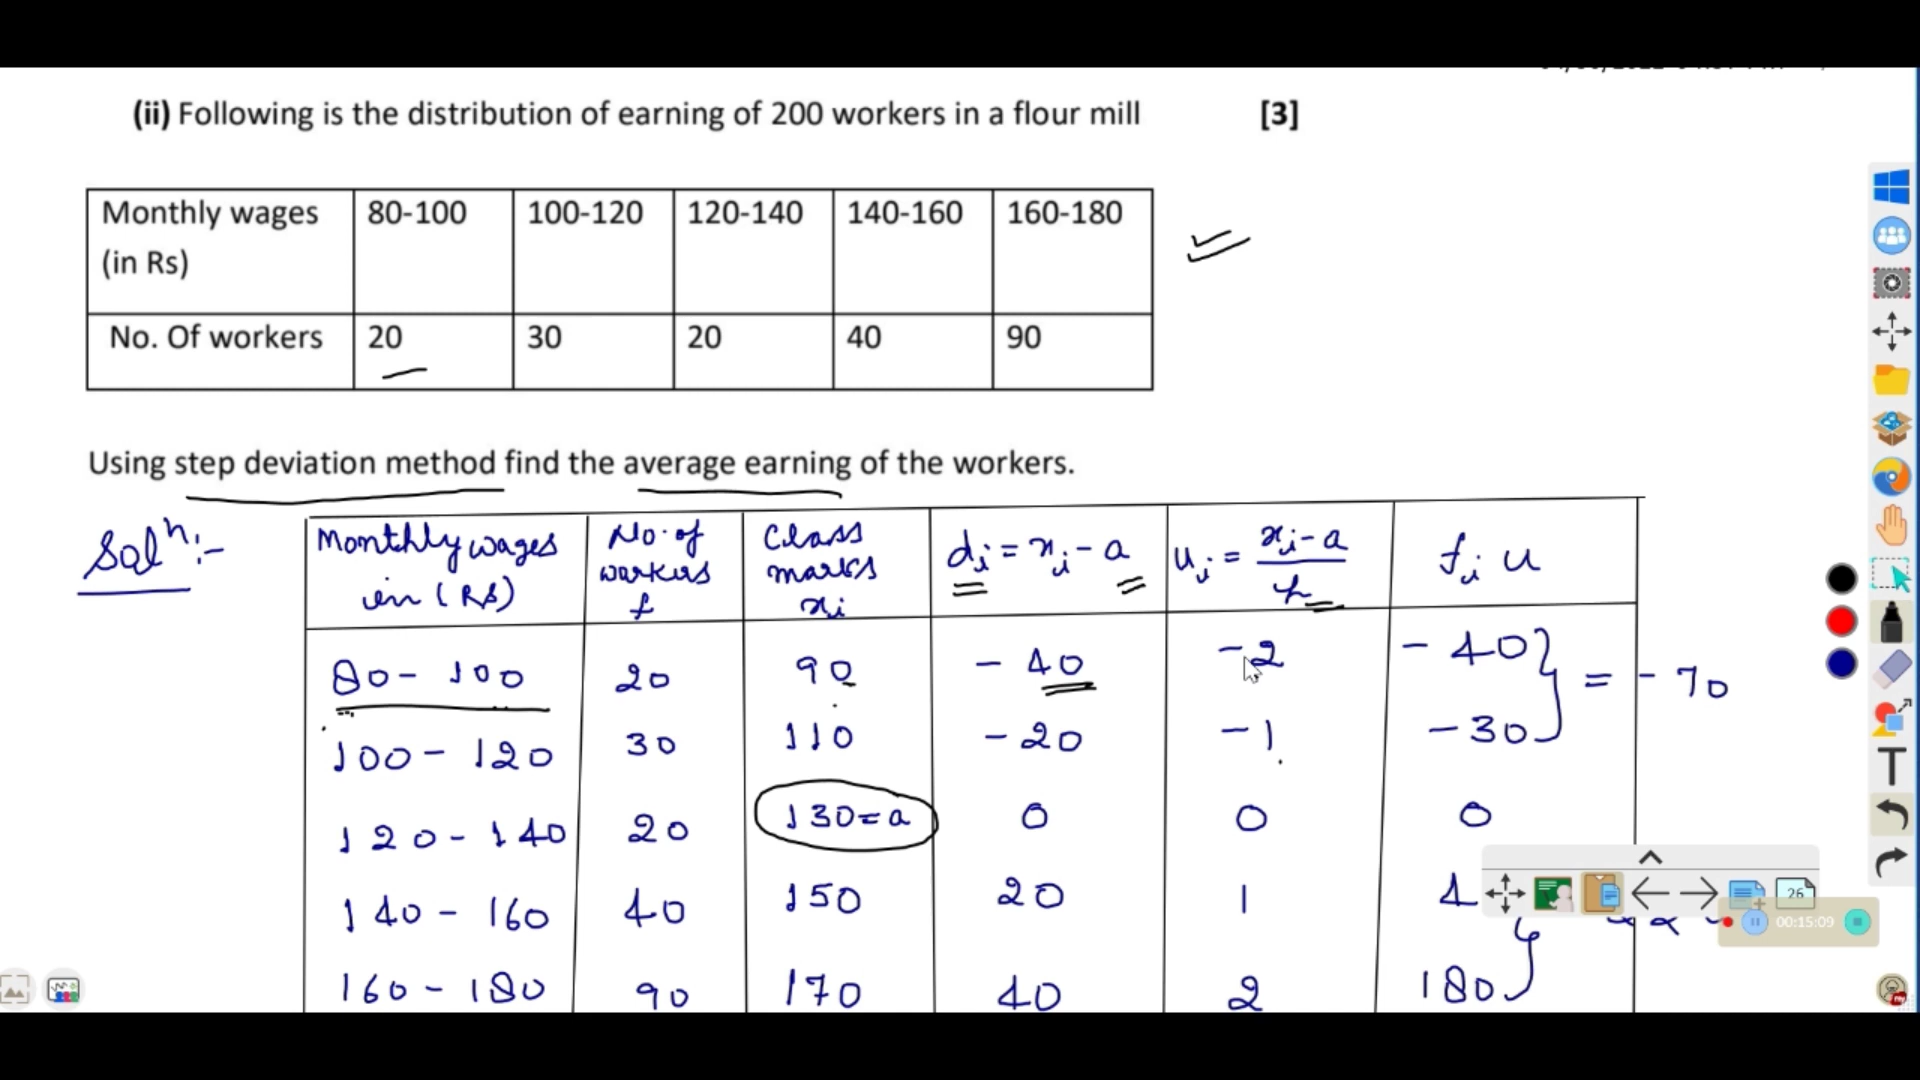 (ii) Following is the distribution of earning of 200 workers in a flour mill [3]
Monthly wages (in Rs) 80-100 100-120 120-140 140-160 160-180
No. Of workers 20 30 20 40 90
Using step deviation method find the average earning of the workers.
Solⁿ:-
Monthly wages in (Rs) No. of workers f Class marks xi di = xi - a ui = xi - a / h fi u
80 - 100 20 90 - 40 - 2 - 40 } = - 70
100 - 120 30 110 - 20 - 1 - 30
120 - 140 20 130 = a 0 0 0
140 - 160 40 150 20 1 4
160 - 180 90 170 40 2 180
26
00:15:09
T